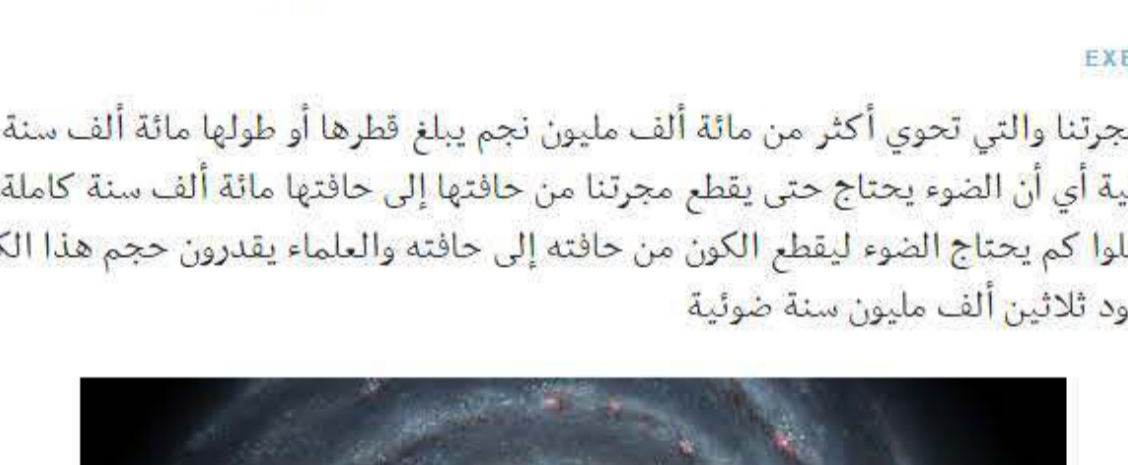 EXE
جرتنا والتي تحوي أكثر من مائة ألف مليون نجم يبلغ قطرها أو طولها مائة ألف سنة
ية أي أن الضوء يحتاج حتى يقطع مجرتنا من حافتها إلى حافتها مائة ألف سنة كاملة
لوا كم يحتاج الضوء ليقطع الكون من حافته إلى حافته والعلماء يقدرون حجم هذا الك
ود ثلاثين ألف مليون سنة ضوئية